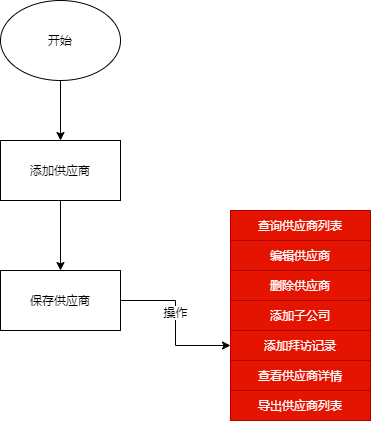 开始
添加供应商
保存供应商
操作
查询供应商列表
编辑供应商
删除供应商
添加子公司
添加拜访记录
查看供应商详情
导出供应商列表